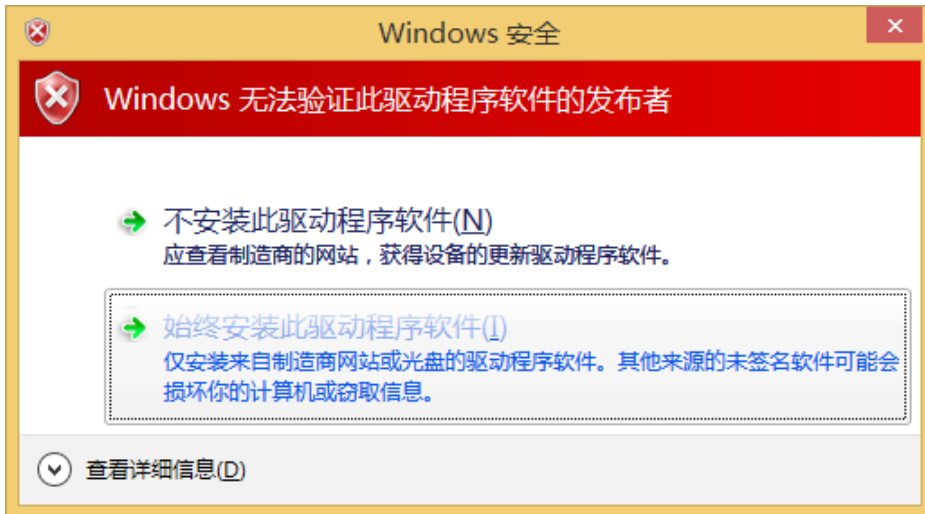 Windows 安全
Windows 无法验证此驱动程序软件的发布者
不安装此驱动程序软件(N)
应查看制造商的网站，获得设备的更新驱动程序软件。
始终安装此驱动程序软件(I)
仅安装来自制造商网站或光盘的驱动程序软件。其他来源的未签名软件可能会
损坏你的计算机或窃取信息。
查看详细信息(D)